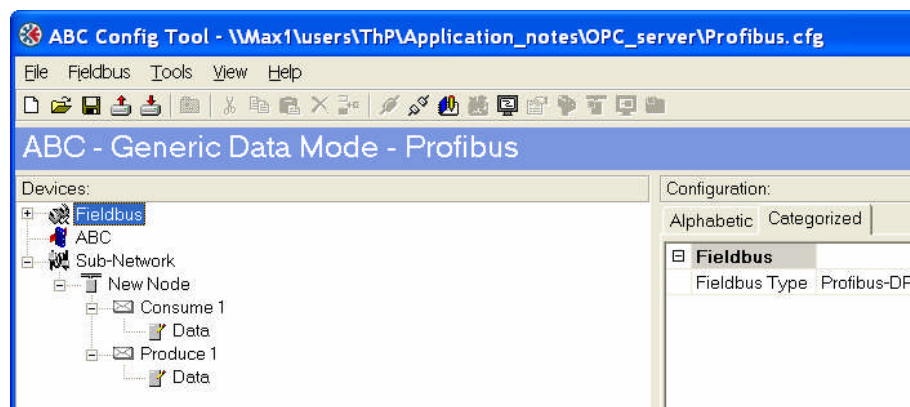 ABC Config Tool - \\Max1\users\ThP\Application_notes\OPC_server\Profibus.cfg
File Fieldbus Tools View Help
ABC - Generic Data Mode - Profibus
Devices:
Fieldbus
ABC
Sub-Network
New Node
Consume 1
Data
Produce 1
Data
Configuration:
Alphabetic Categorized
Fieldbus
Fieldbus Type Profibus-DP